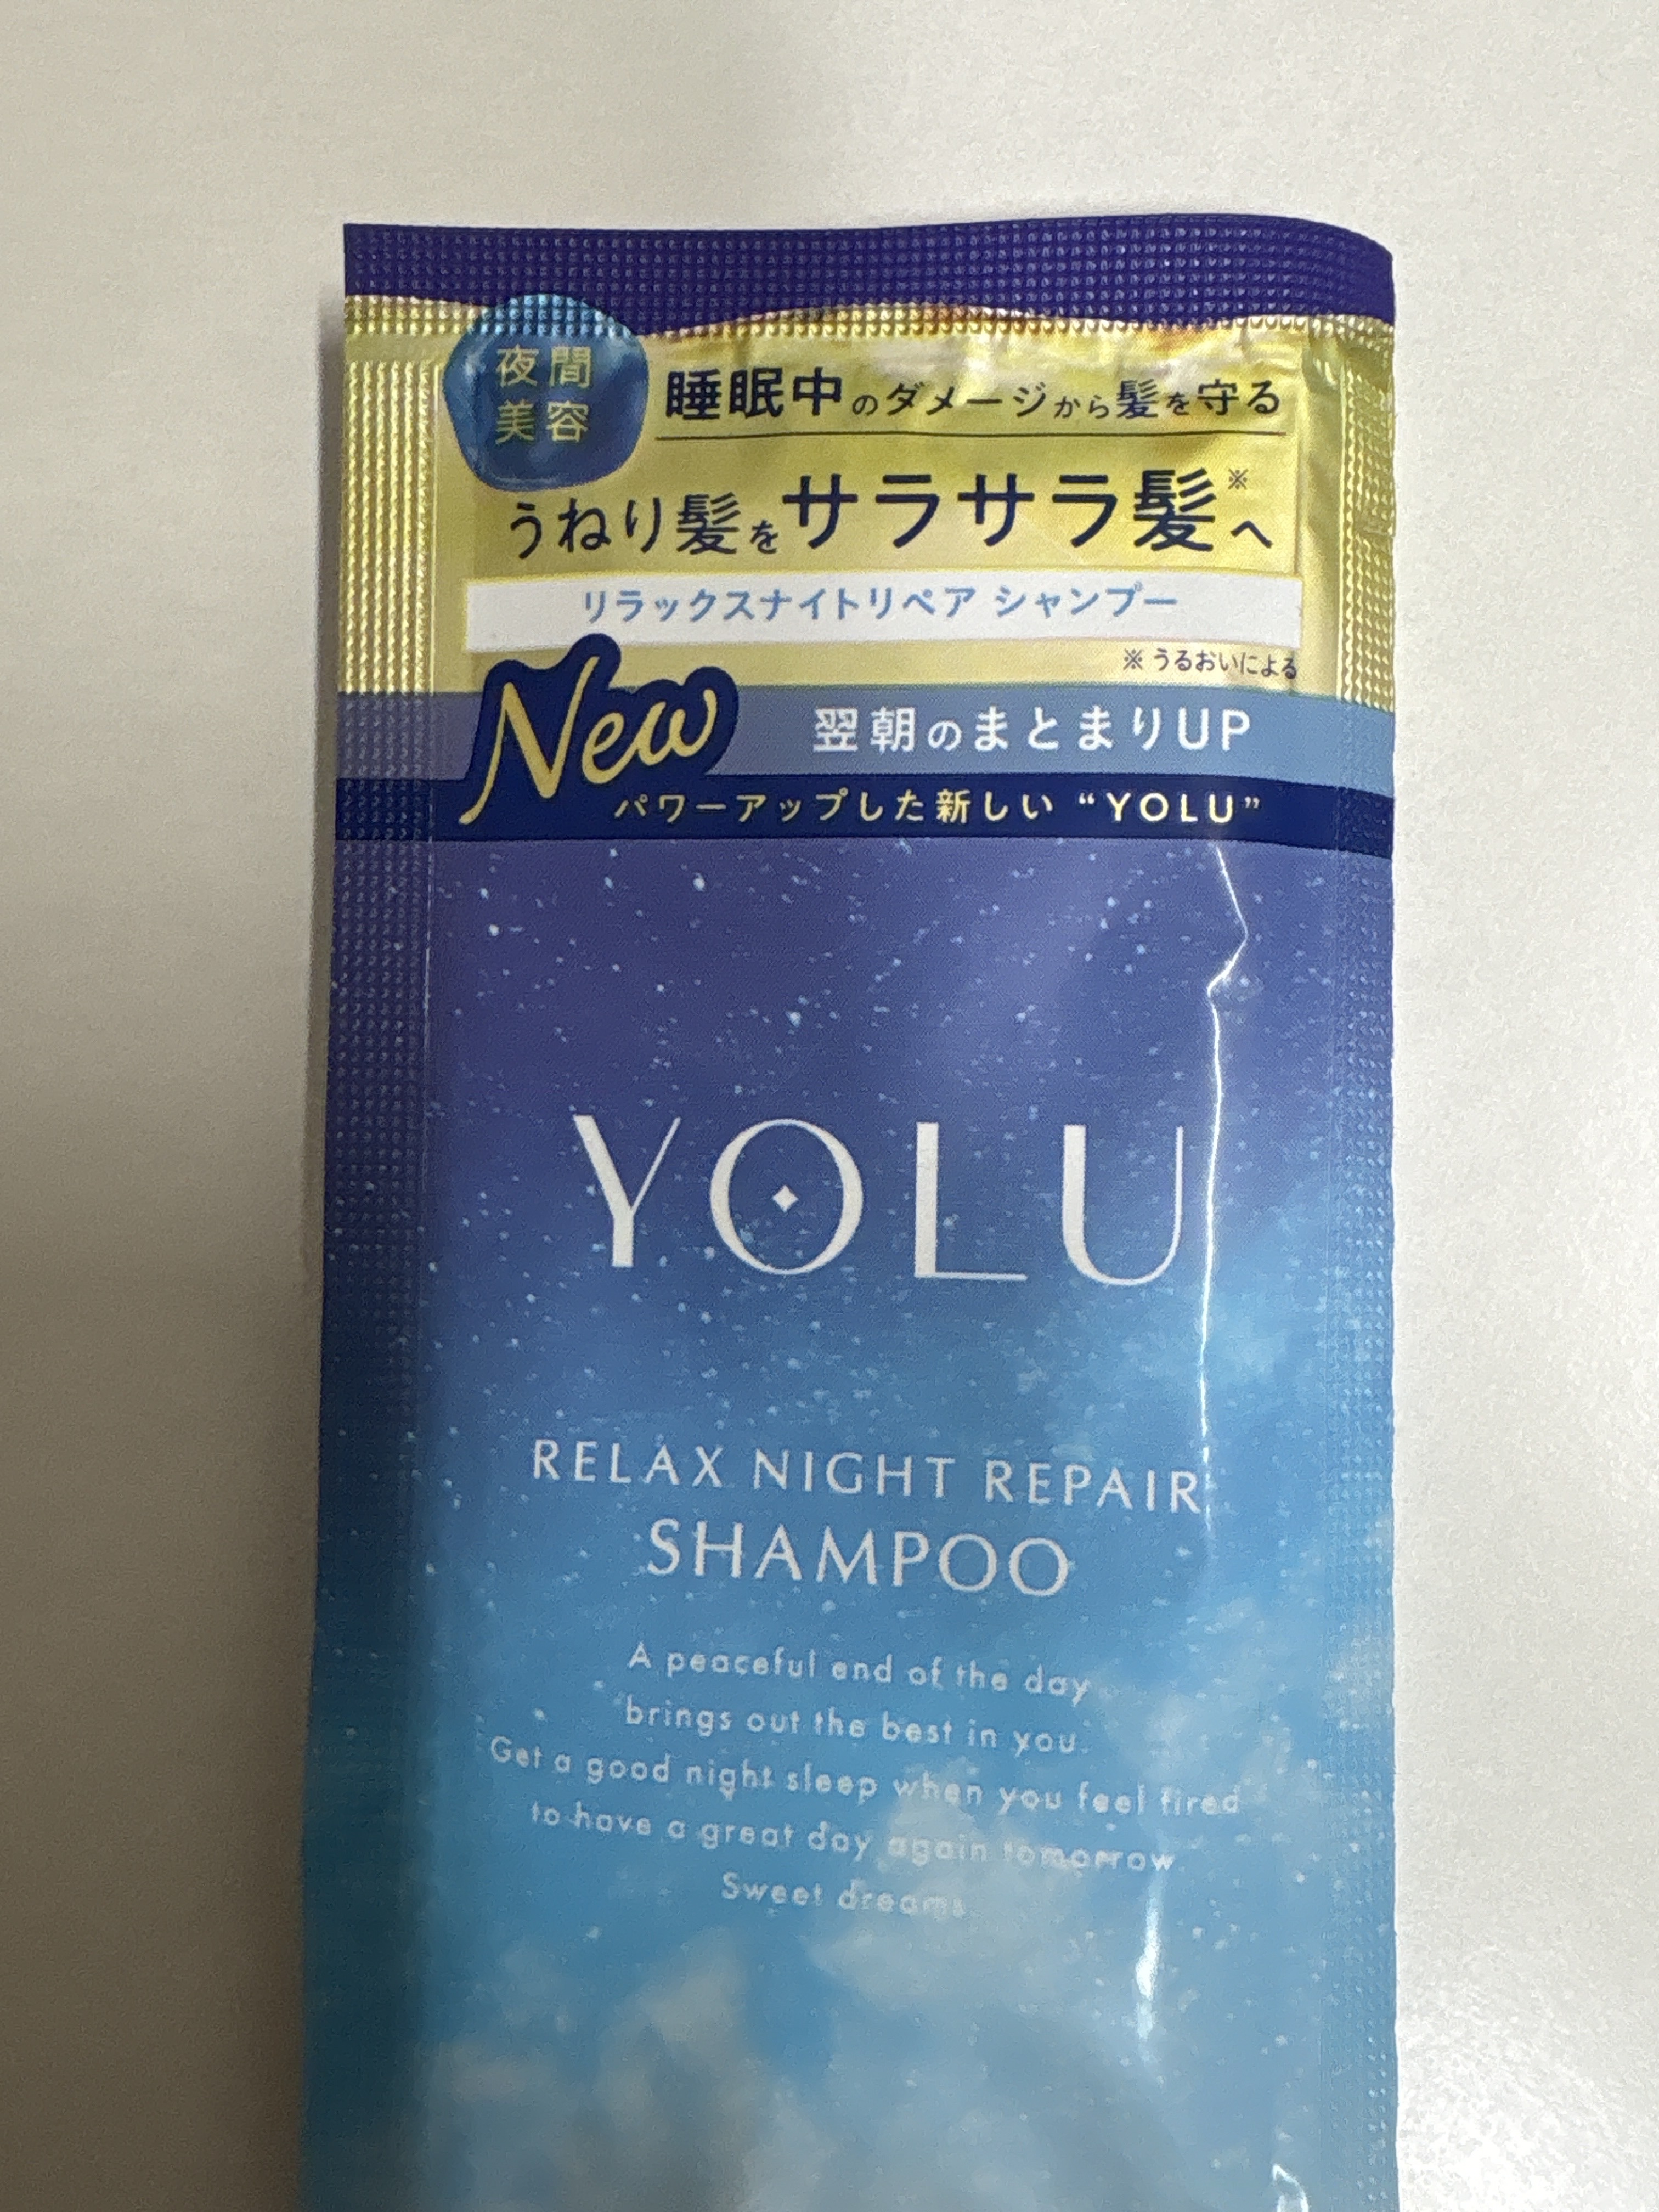 夜間
美容
睡眠中のダメージから髪を守る
うねり髪をサラサラ髪※へ
リラックスナイトリペア シャンプー
※うるおいによる
New
翌朝のまとまりUP
パワーアップした新しい “YOLU”
YOLU
RELAX NIGHT REPAIR
SHAMPOO
A peaceful end of the day
brings out the best in you.
Get a good night sleep when you feel tired
to have a great day again tomorrow.
Sweet dreams.